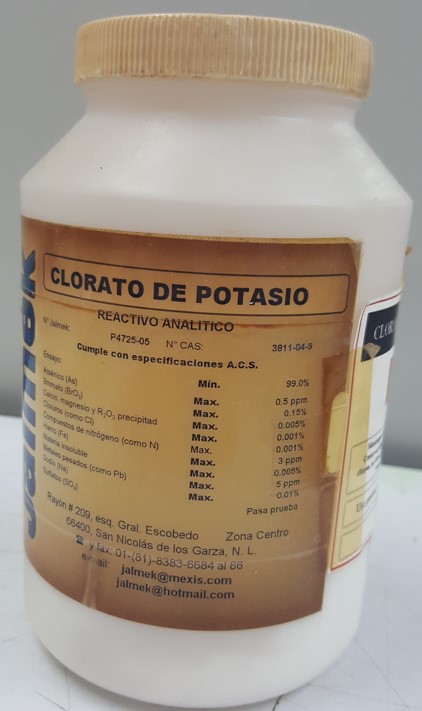 Jalmek
CLORATO DE POTASIO
REACTIVO ANALITICO
N° Jalmek: P4725-05 N° CAS: 3811-04-9
Cumple con especificaciones A.C.S.
Ensayo:
Mín. 99.0%
Arsénico (As) Max. 0.5 ppm
Bromato (BrO₃) Max. 0.15%
Calcio, magnesio y R₂O₃ precipitad Max. 0.005%
Cloruros (como Cl) Max. 0.001%
Compuestos de nitrógeno (como N) Max. 0.001%
Hierro (Fe) Max. 3 ppm
Materia insoluble Max. 0.005%
Metales pesados (como Pb) Max. 5 ppm
Sodio (Na) Max. 0.01%
Sulfatos (SO₄) Pasa prueba
Rayón # 209, esq. Gral. Escobedo Zona Centro
66400, San Nicolás de los Garza, N. L.
☎ y fax: 01-(81)-8383-6684 al 86
e-mail: jalmek@mexis.com
jalmek@hotmail.com